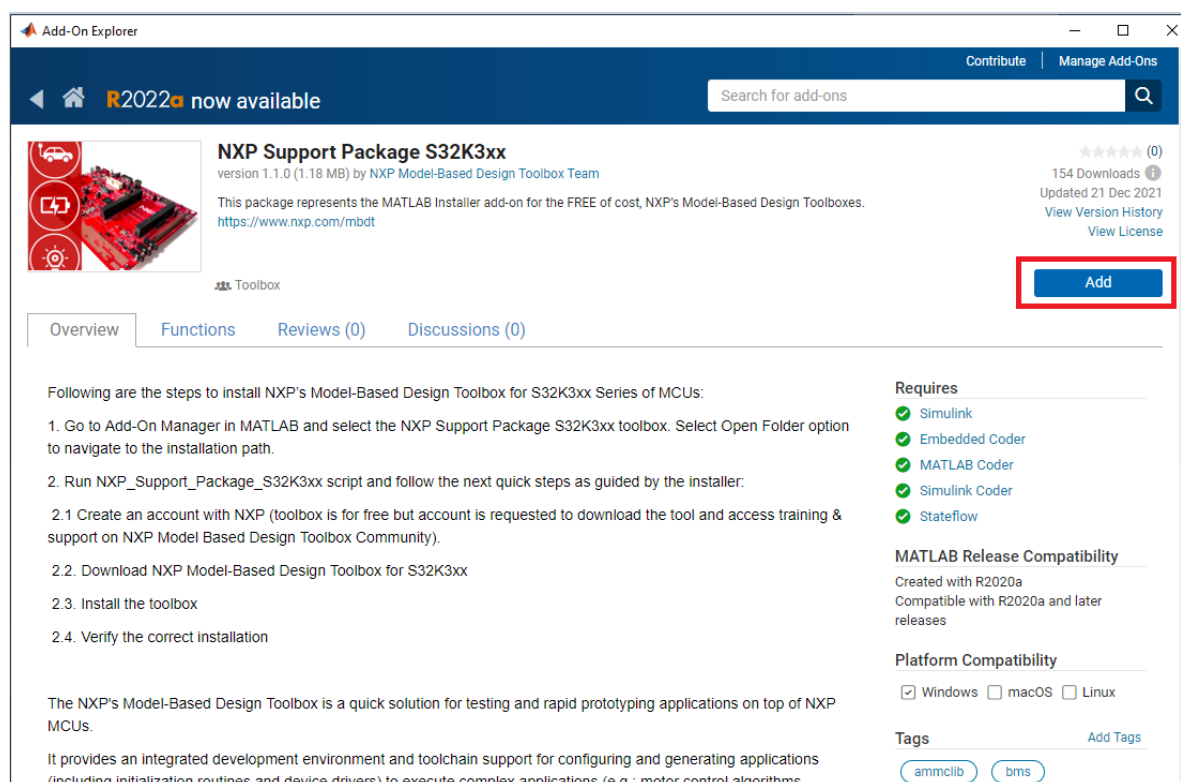 Add-On Explorer
Contribute
Manage Add-Ons
R2022a now available
Search for add-ons
NXP Support Package S32K3xx
version 1.1.0 (1.18 MB) by NXP Model-Based Design Toolbox Team
This package represents the MATLAB Installer add-on for the FREE of cost, NXP's Model-Based Design Toolboxes.
https://www.nxp.com/mbdt
Toolbox
(0)
154 Downloads
Updated 21 Dec 2021
View Version History
View License
Add
Overview
Functions
Reviews (0)
Discussions (0)
Following are the steps to install NXP's Model-Based Design Toolbox for S32K3xx Series of MCUs:
1. Go to Add-On Manager in MATLAB and select the NXP Support Package S32K3xx toolbox. Select Open Folder option
to navigate to the installation path.
2. Run NXP_Support_Package_S32K3xx script and follow the next quick steps as guided by the installer:
2.1 Create an account with NXP (toolbox is for free but account is requested to download the tool and access training &
support on NXP Model Based Design Toolbox Community).
2.2. Download NXP Model-Based Design Toolbox for S32K3xx
2.3. Install the toolbox
2.4. Verify the correct installation
The NXP's Model-Based Design Toolbox is a quick solution for testing and rapid prototyping applications on top of NXP
MCUs.
It provides an integrated development environment and toolchain support for configuring and generating applications
(including initialization routines and device drivers) to execute complex applications (e.g.: motor control algorithms,
Requires
Simulink
Embedded Coder
MATLAB Coder
Simulink Coder
Stateflow
MATLAB Release Compatibility
Created with R2020a
Compatible with R2020a and later
releases
Platform Compatibility
Windows
macOS
Linux
Tags
Add Tags
ammclib
bms